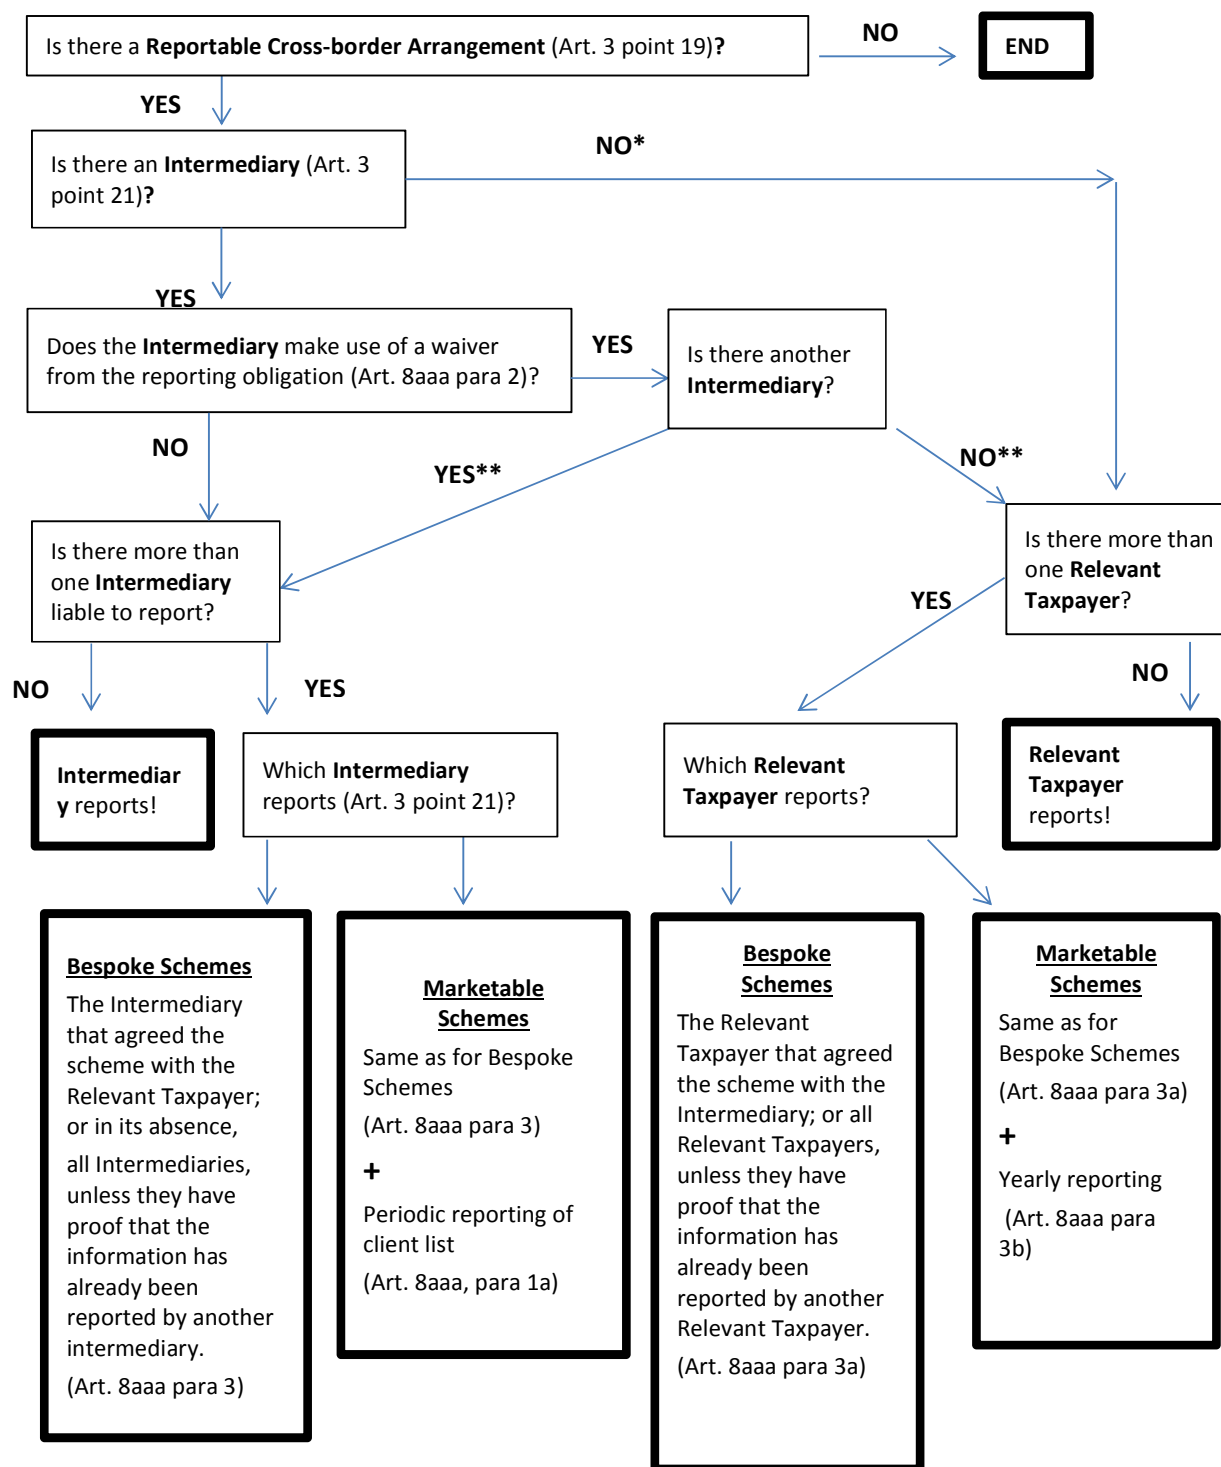 Is there a Reportable Cross-border Arrangement (Art. 3 point 19)?
NO
END
YES
Is there an Intermediary (Art. 3
point 21)?
NO*
YES
Does the Intermediary make use of a waiver
from the reporting obligation (Art. 8aaa para 2)?
YES
Is there another
Intermediary?
NO
YES**
NO**
Is there more than
one Intermediary
liable to report?
Is there more than
one Relevant
Taxpayer?
YES
NO
YES
NO
Intermediar
y reports!
Which Intermediary
reports (Art. 3 point 21)?
Which Relevant
Taxpayer reports?
Relevant
Taxpayer
reports!
Bespoke Schemes
The Intermediary
that agreed the
scheme with the
Relevant Taxpayer;
or in its absence,
all Intermediaries,
unless they have
proof that the
information has
already been
reported by another
intermediary.
(Art. 8aaa para 3)
Marketable
Schemes
Same as for Bespoke
Schemes
(Art. 8aaa para 3)
+
Periodic reporting of
client list
(Art. 8aaa, para 1a)
Bespoke
Schemes
The Relevant
Taxpayer that agreed
the scheme with the
Intermediary; or all
Relevant Taxpayers,
unless they have
proof that the
information has
already been
reported by another
Relevant Taxpayer.
(Art. 8aaa para 3a)
Marketable
Schemes
Same as for
Bespoke Schemes
(Art. 8aaa para 3a)
+
Yearly reporting
(Art. 8aaa para
3b)